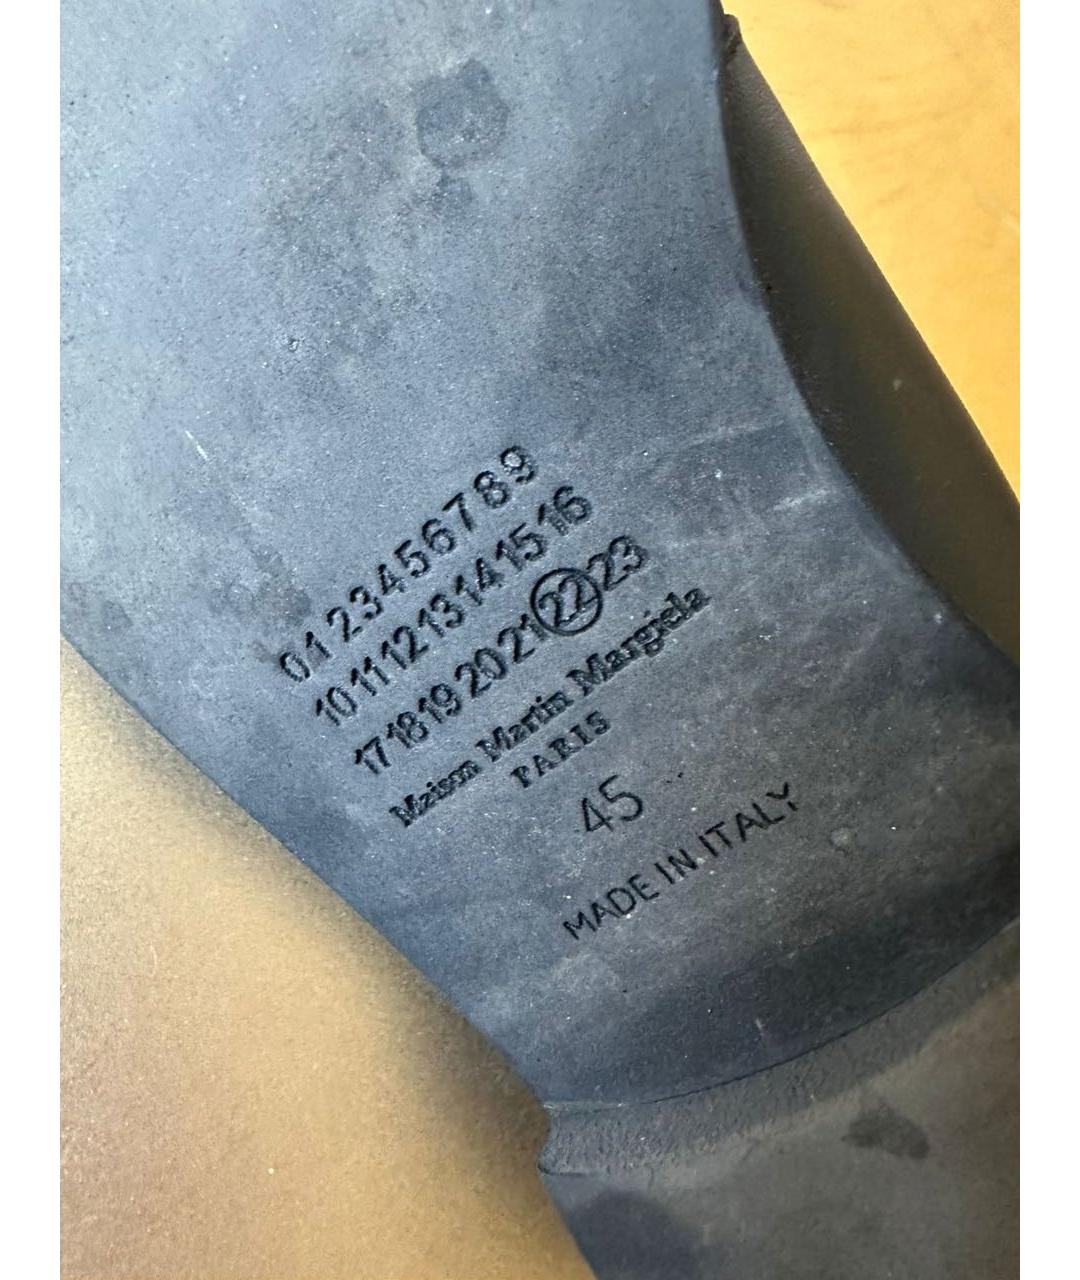 0 1 2 3 4 5 6 7 8 9
10 11 12 13 14 15 16
17 18 19 20 21 22 23
Maison Martin Margiela
PARIS
45
MADE IN ITALY